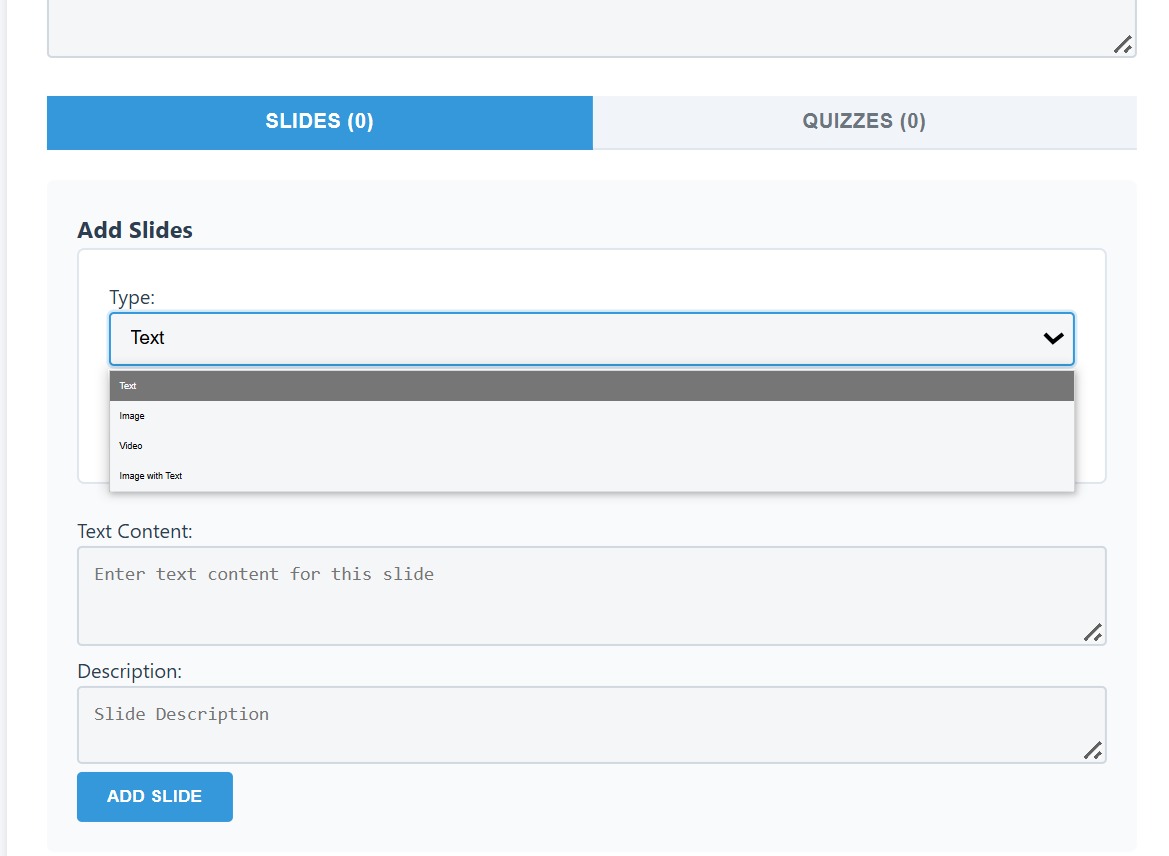 SLIDES (0)
QUIZZES (0)
Add Slides
Type:
Text
Text
Image
Video
Image with Text
Text Content:
Enter text content for this slide
Description:
Slide Description
ADD SLIDE